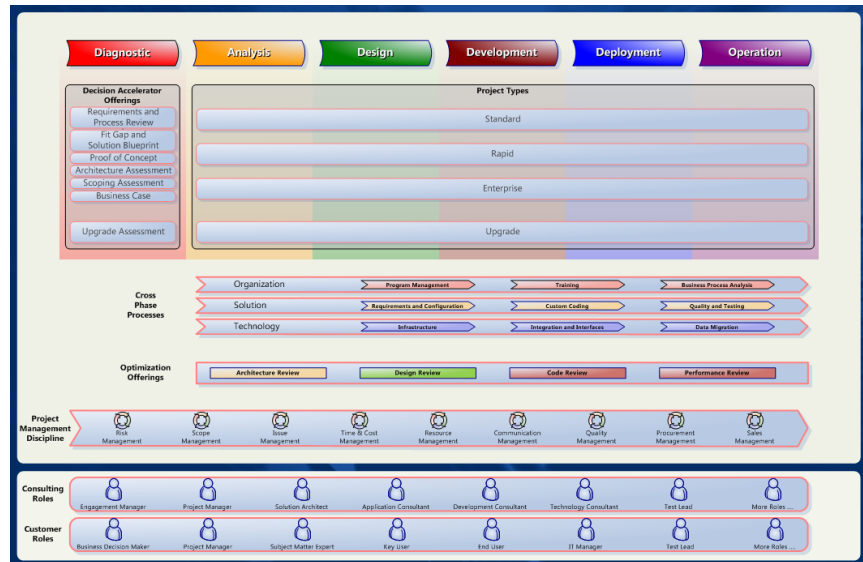 Diagnostic
Analysis
Design
Development
Deployment
Operation
Decision Accelerator
Offerings
Requirements and
Process Review
Fit Gap and
Solution Blueprint
Proof of Concept
Architecture Assessment
Scoping Assessment
Business Case
Upgrade Assessment
Project Types
Standard
Rapid
Enterprise
Upgrade
Cross
Phase
Processes
Organization
Program Management
Training
Business Process Analysis
Solution
Requirements and Configuration
Custom Coding
Quality and Testing
Technology
Infrastructure
Integration and Interfaces
Data Migration
Optimization
Offerings
Architecture Review
Design Review
Code Review
Performance Review
Project
Management
Discipline
Risk
Management
Scope
Management
Issue
Management
Time & Cost
Management
Resource
Management
Communication
Management
Quality
Management
Procurement
Management
Sales
Management
Consulting
Roles
Engagement Manager
Project Manager
Solution Architect
Application Consultant
Development Consultant
Technology Consultant
Test Lead
More Roles ....
Customer
Roles
Business Decision Maker
Project Manager
Subject Matter Expert
Key User
End User
IT Manager
Test Lead
More Roles ....